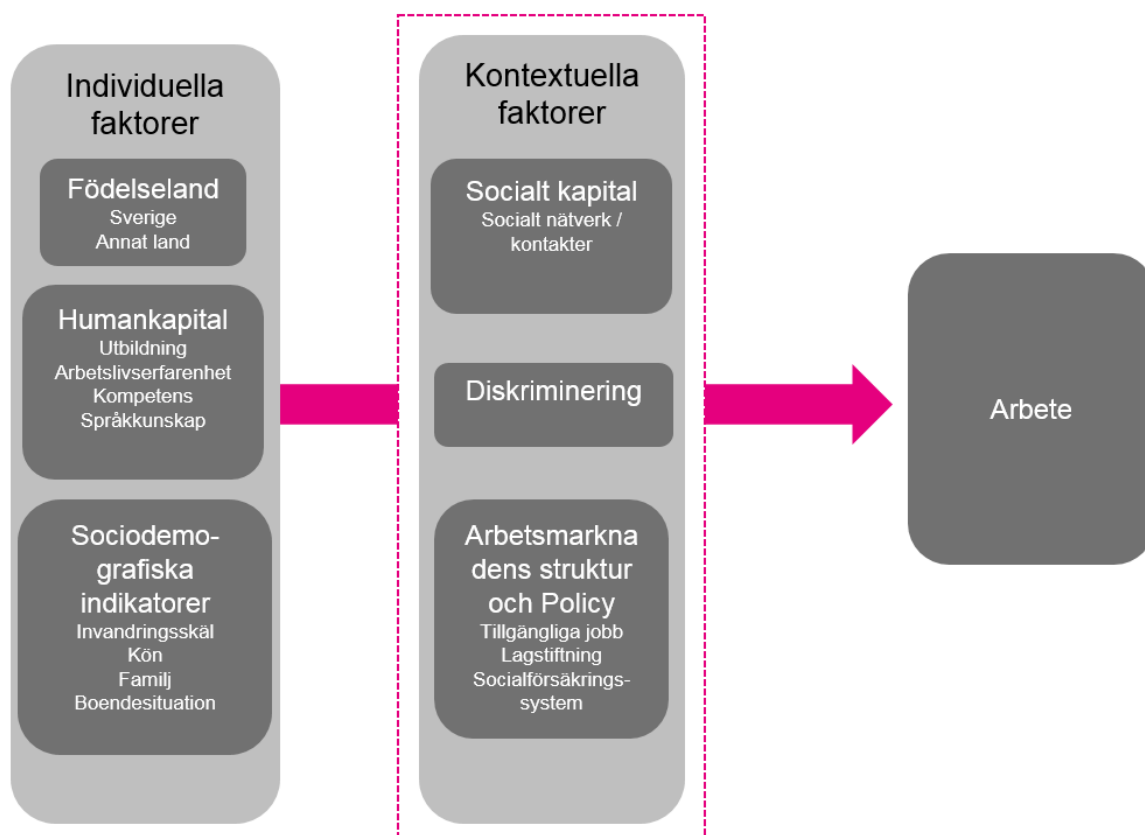 Individuella
faktorer
Födelseland
Sverige
Annat land
Humankapital
Utbildning
Arbetslivserfarenhet
Kompetens
Språkkunskap
Sociodemo-
grafiska
indikatorer
Invandringsskäl
Kön
Familj
Boendesituation
Kontextuella
faktorer
Socialt kapital
Socialt nätverk /
kontakter
Diskriminering
Arbetsmarkna
dens struktur
och Policy
Tillgängliga jobb
Lagstiftning
Socialförsäkrings-
system
Arbete